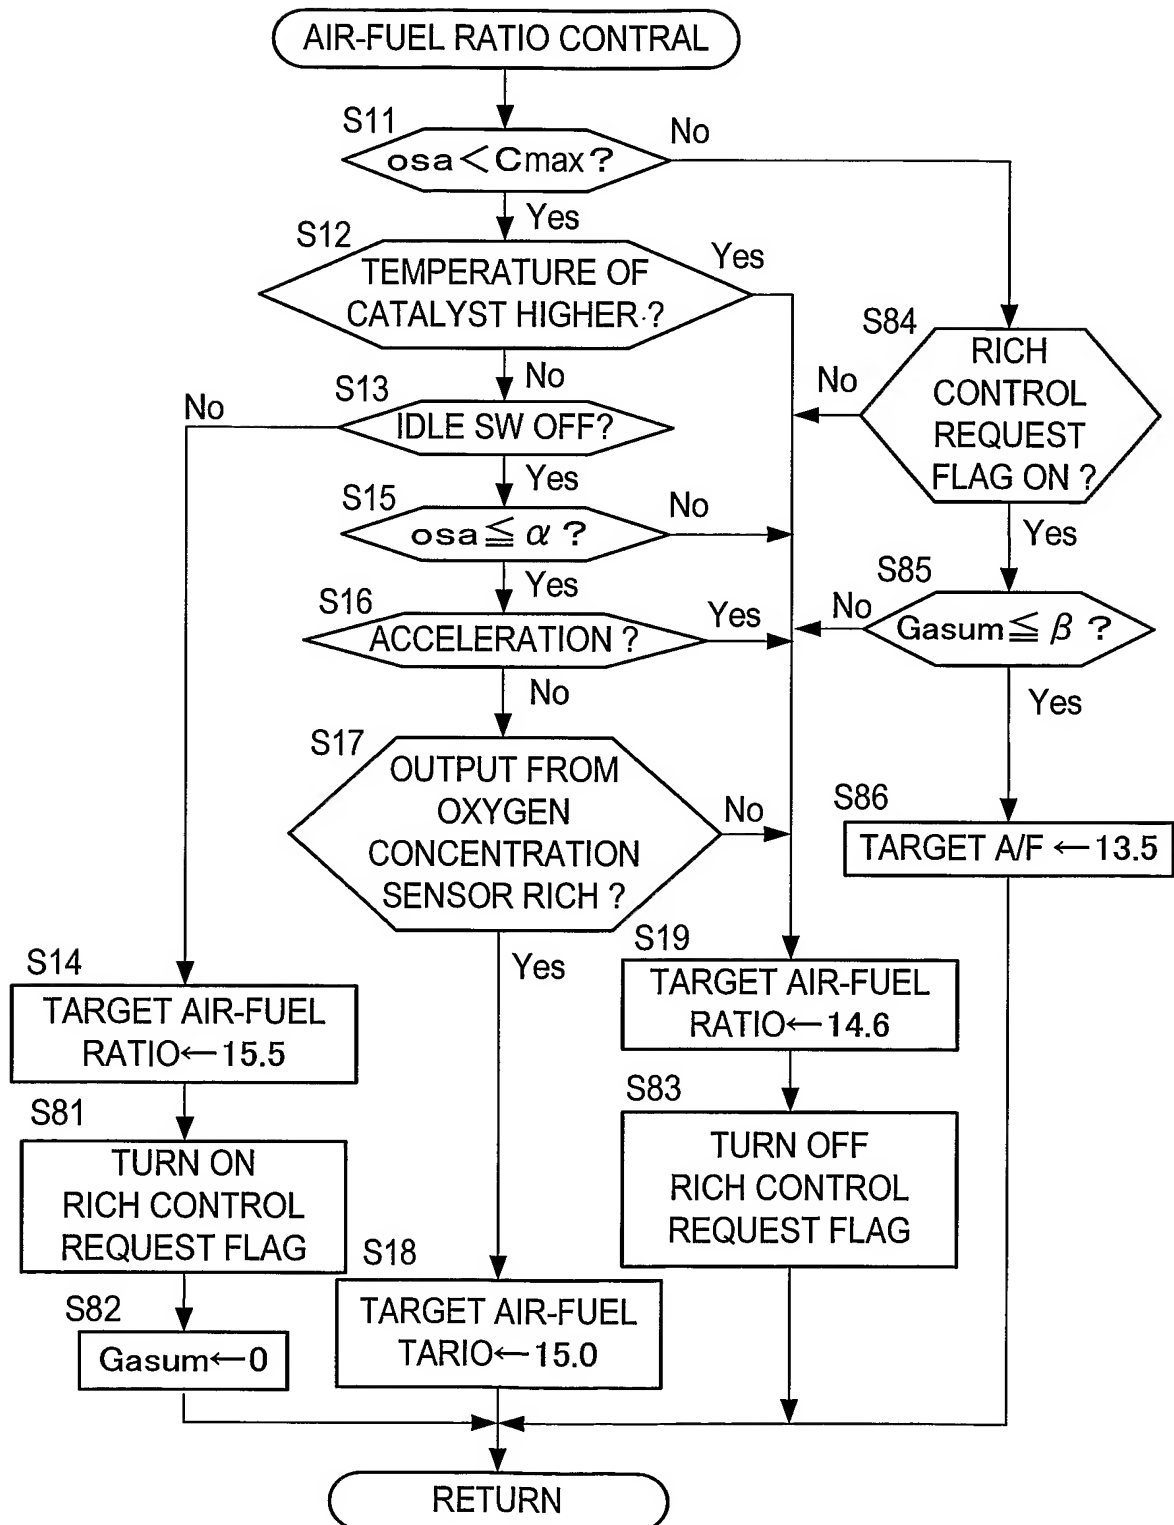 AIR-FUEL RATIO CONTRAL
S11
osa<Cmax?
No
Yes
S12
TEMPERATURE OF
CATALYST HIGHER ?
Yes
No
S84
RICH
CONTROL
REQUEST
FLAG ON ?
No
Yes
S13
IDLE SW OFF?
No
Yes
S15
osa≦ α ?
No
Yes
S85
Gasum≦ β ?
No
Yes
S16
ACCELERATION ?
Yes
No
S17
OUTPUT FROM
OXYGEN
CONCENTRATION
SENSOR RICH ?
No
Yes
S86
TARGET A/F ←13.5
S14
TARGET AIR-FUEL
RATIO←15.5
S19
TARGET AIR-FUEL
RATIO←14.6
S81
TURN ON
RICH CONTROL
REQUEST FLAG
S83
TURN OFF
RICH CONTROL
REQUEST FLAG
S82
Gasum←0
S18
TARGET AIR-FUEL
TARIO←15.0
RETURN